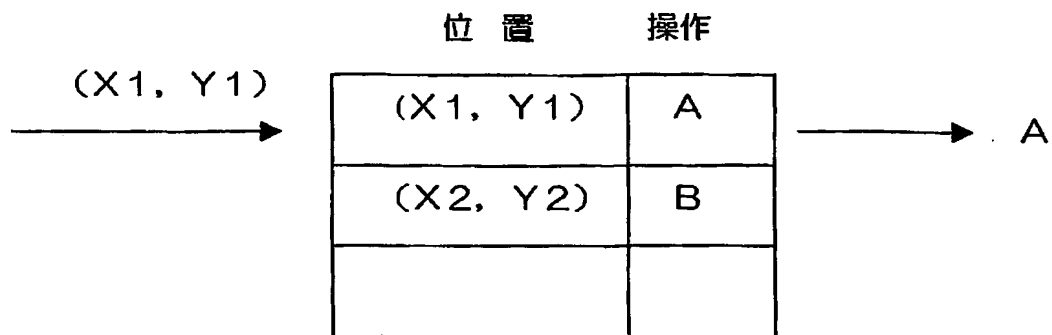 位 置 操作
(X1, Y1)
(X1, Y1) A
A
(X2, Y2) B